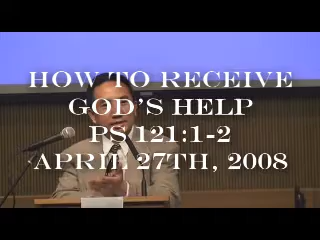 HOW TO RECEIVE
GOD'S HELP
PS 121:1-2
APRIL 27TH, 2008